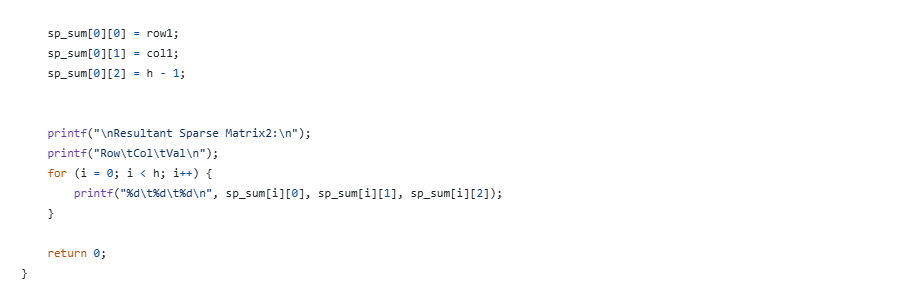 sp_sum[0][0] = row1;
sp_sum[0][1] = col1;
sp_sum[0][2] = h - 1;
printf("\nResultant Sparse Matrix2:\n");
printf("Row\tCol\tVal\n");
for (i = 0; i < h; i++) {
printf("%d\t%d\t%d\n", sp_sum[i][0], sp_sum[i][1], sp_sum[i][2]);
}
return 0;
}